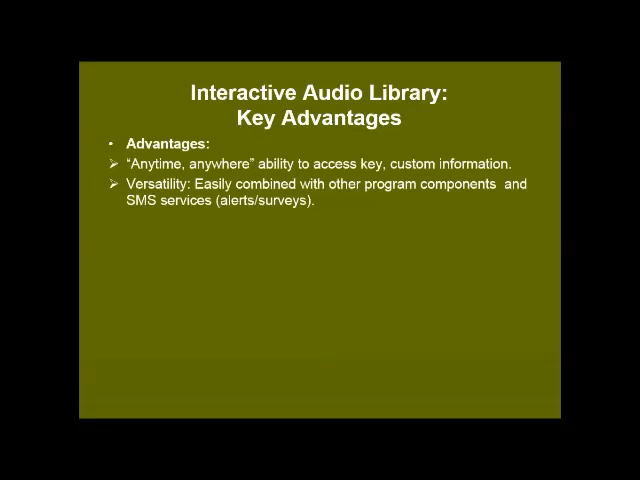 Interactive Audio Library:
Key Advantages
• Advantages:
➢ “Anytime, anywhere” ability to access key, custom information.
➢ Versatility: Easily combined with other program components and
SMS services (alerts/surveys).